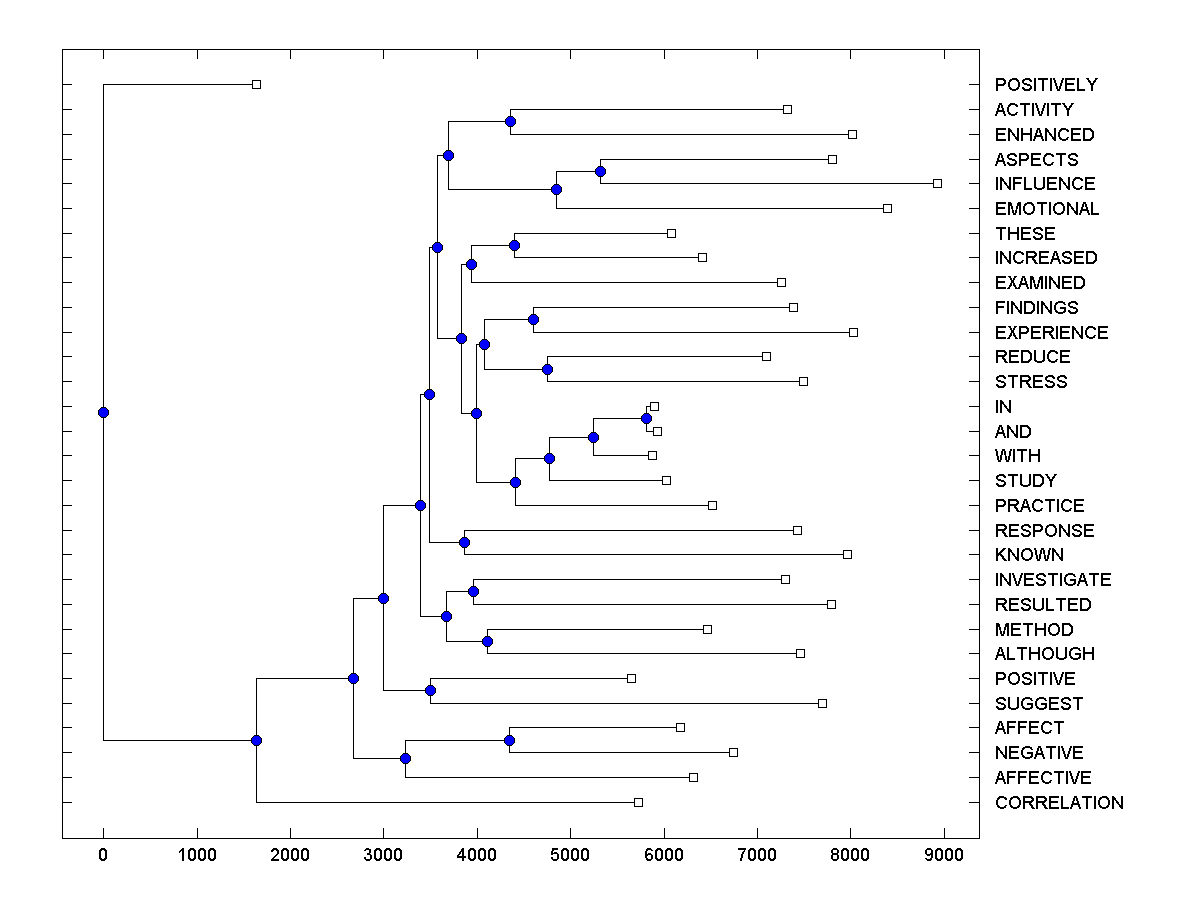 POSITIVELY
ACTIVITY
ENHANCED
ASPECTS
INFLUENCE
EMOTIONAL
THESE
INCREASED
EXAMINED
FINDINGS
EXPERIENCE
REDUCE
STRESS
IN
AND
WITH
STUDY
PRACTICE
RESPONSE
KNOWN
INVESTIGATE
RESULTED
METHOD
ALTHOUGH
POSITIVE
SUGGEST
AFFECT
NEGATIVE
AFFECTIVE
CORRELATION
0 1000 2000 3000 4000 5000 6000 7000 8000 9000